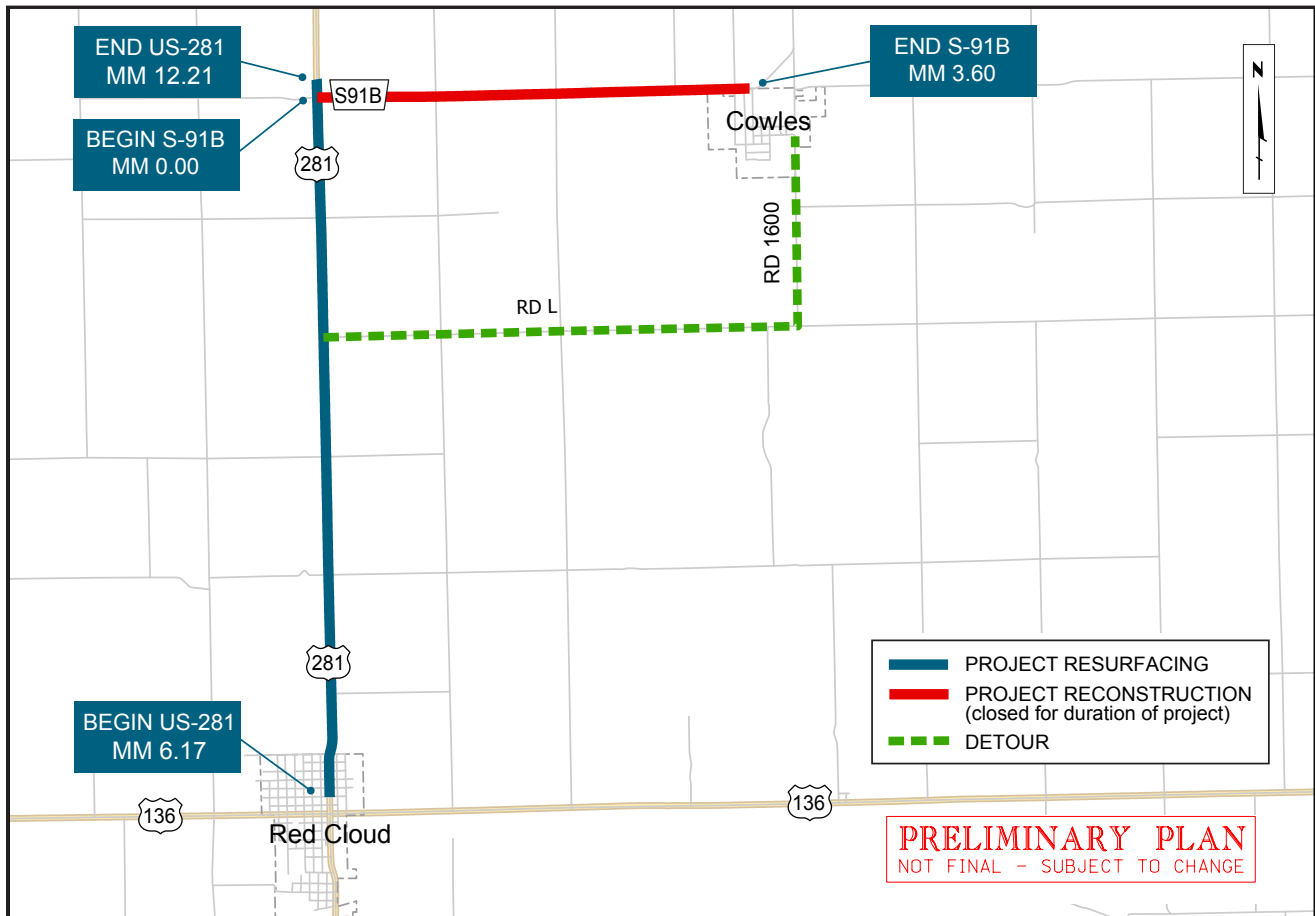 END US-281
MM 12.21
END S-91B
MM 3.60
N
S91B
Cowles
BEGIN S-91B
MM 0.00
281
RD 1600
RD L
281
PROJECT RESURFACING
PROJECT RECONSTRUCTION
(closed for duration of project)
DETOUR
BEGIN US-281
MM 6.17
136
136
Red Cloud
PRELIMINARY PLAN
NOT FINAL - SUBJECT TO CHANGE